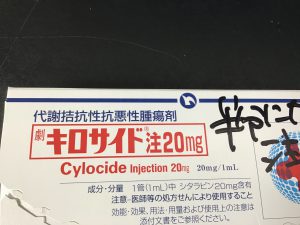 代謝拮抗性抗悪性腫瘍剤
劇 キロサイド®注20mg
Cylocide Injection 20mg 20mg/1mL
成分・分量 1管(1mL)中 シタラビン20mg含有
注意-医師等の処方せんにより使用すること
効能・効果、用法・用量および使用上の注意は
添付文書をご参照ください。